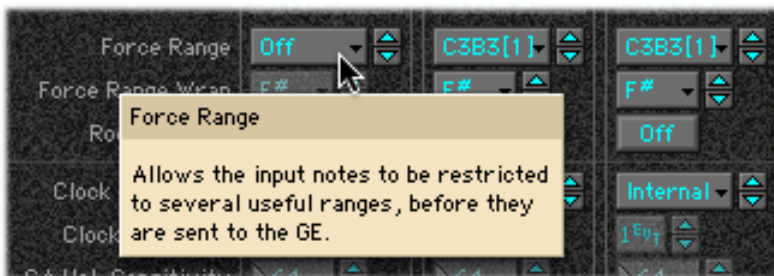 Force Range Off C3B3[1] C3B3[1]
Force Range Wrap F# F# F#
Force Range
Off
Allows the input notes to be restricted
to several useful ranges, before they
are sent to the GE.
Clock Internal
Clock